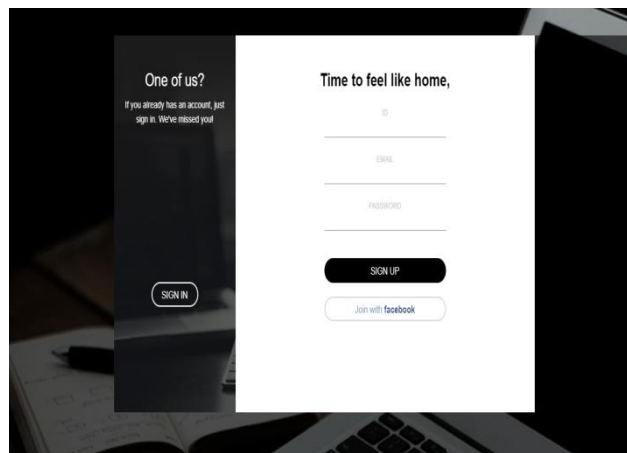 One of us?
If you already has an account, just
sign in. We've missed you!
SIGN IN
Time to feel like home,
ID
EMAIL
PASSWORD
SIGN UP
Join with facebook